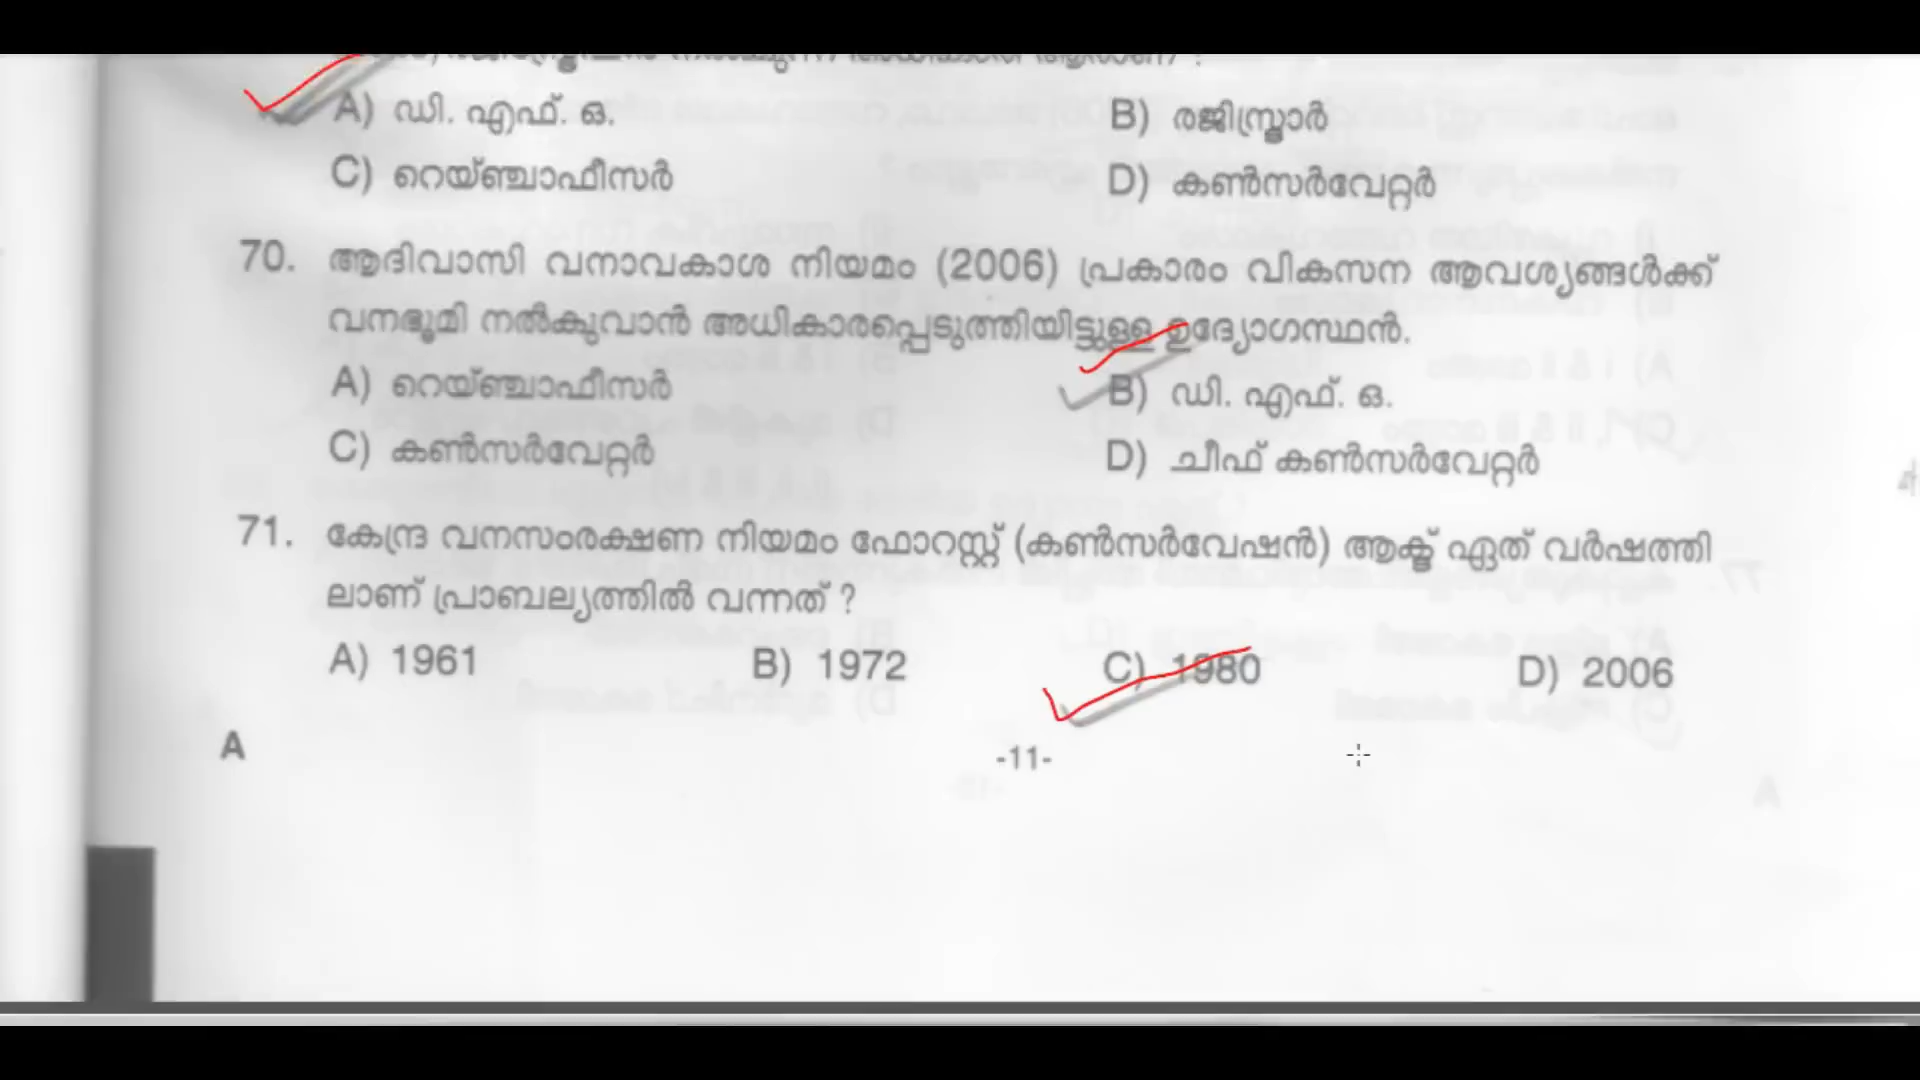 A) ഡി. എഫ്. ഒ.
B) രജിസ്ട്രാർ
C) റെയ്ഞ്ചാഫീസർ
D) കൺസർവേറ്റർ
70. ആദിവാസി വനാവകാശ നിയമം (2006) പ്രകാരം വികസന ആവശ്യങ്ങൾക്ക്
വനഭൂമി നൽകുവാൻ അധികാരപ്പെടുത്തിയിട്ടുള്ള ഉദ്യോഗസ്ഥൻ.
A) റെയ്ഞ്ചാഫീസർ
B) ഡി. എഫ്. ഒ.
C) കൺസർവേറ്റർ
D) ചീഫ് കൺസർവേറ്റർ
71. കേന്ദ്ര വനസംരക്ഷണ നിയമം ഫോറസ്റ്റ് (കൺസർവേഷൻ) ആക്ട് ഏത് വർഷത്തി
ലാണ് പ്രാബല്യത്തിൽ വന്നത് ?
A) 1961 B) 1972 C) 1980 D) 2006
A -11-